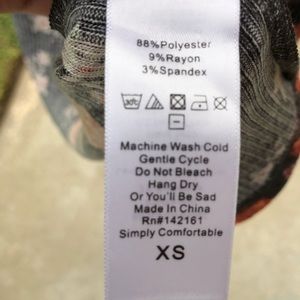 88%Polyester
9%Rayon
3%Spandex
Machine Wash Cold
Gentle Cycle
Do Not Bleach
Hang Dry
Or You'll Be Sad
Made In China
Rn#142161
Simply Comfortable
XS